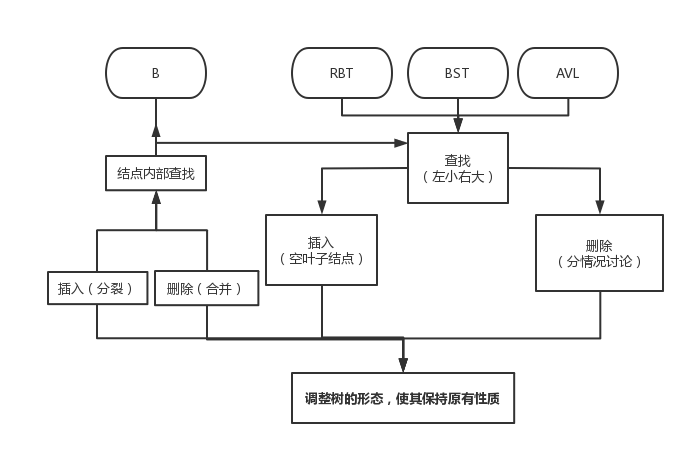 B
RBT
BST
AVL
查找
（左小右大）
结点内部查找
插入
（空叶子结点）
删除
（分情况讨论）
插入（分裂）
删除（合并）
调整树的形态，使其保持原有性质